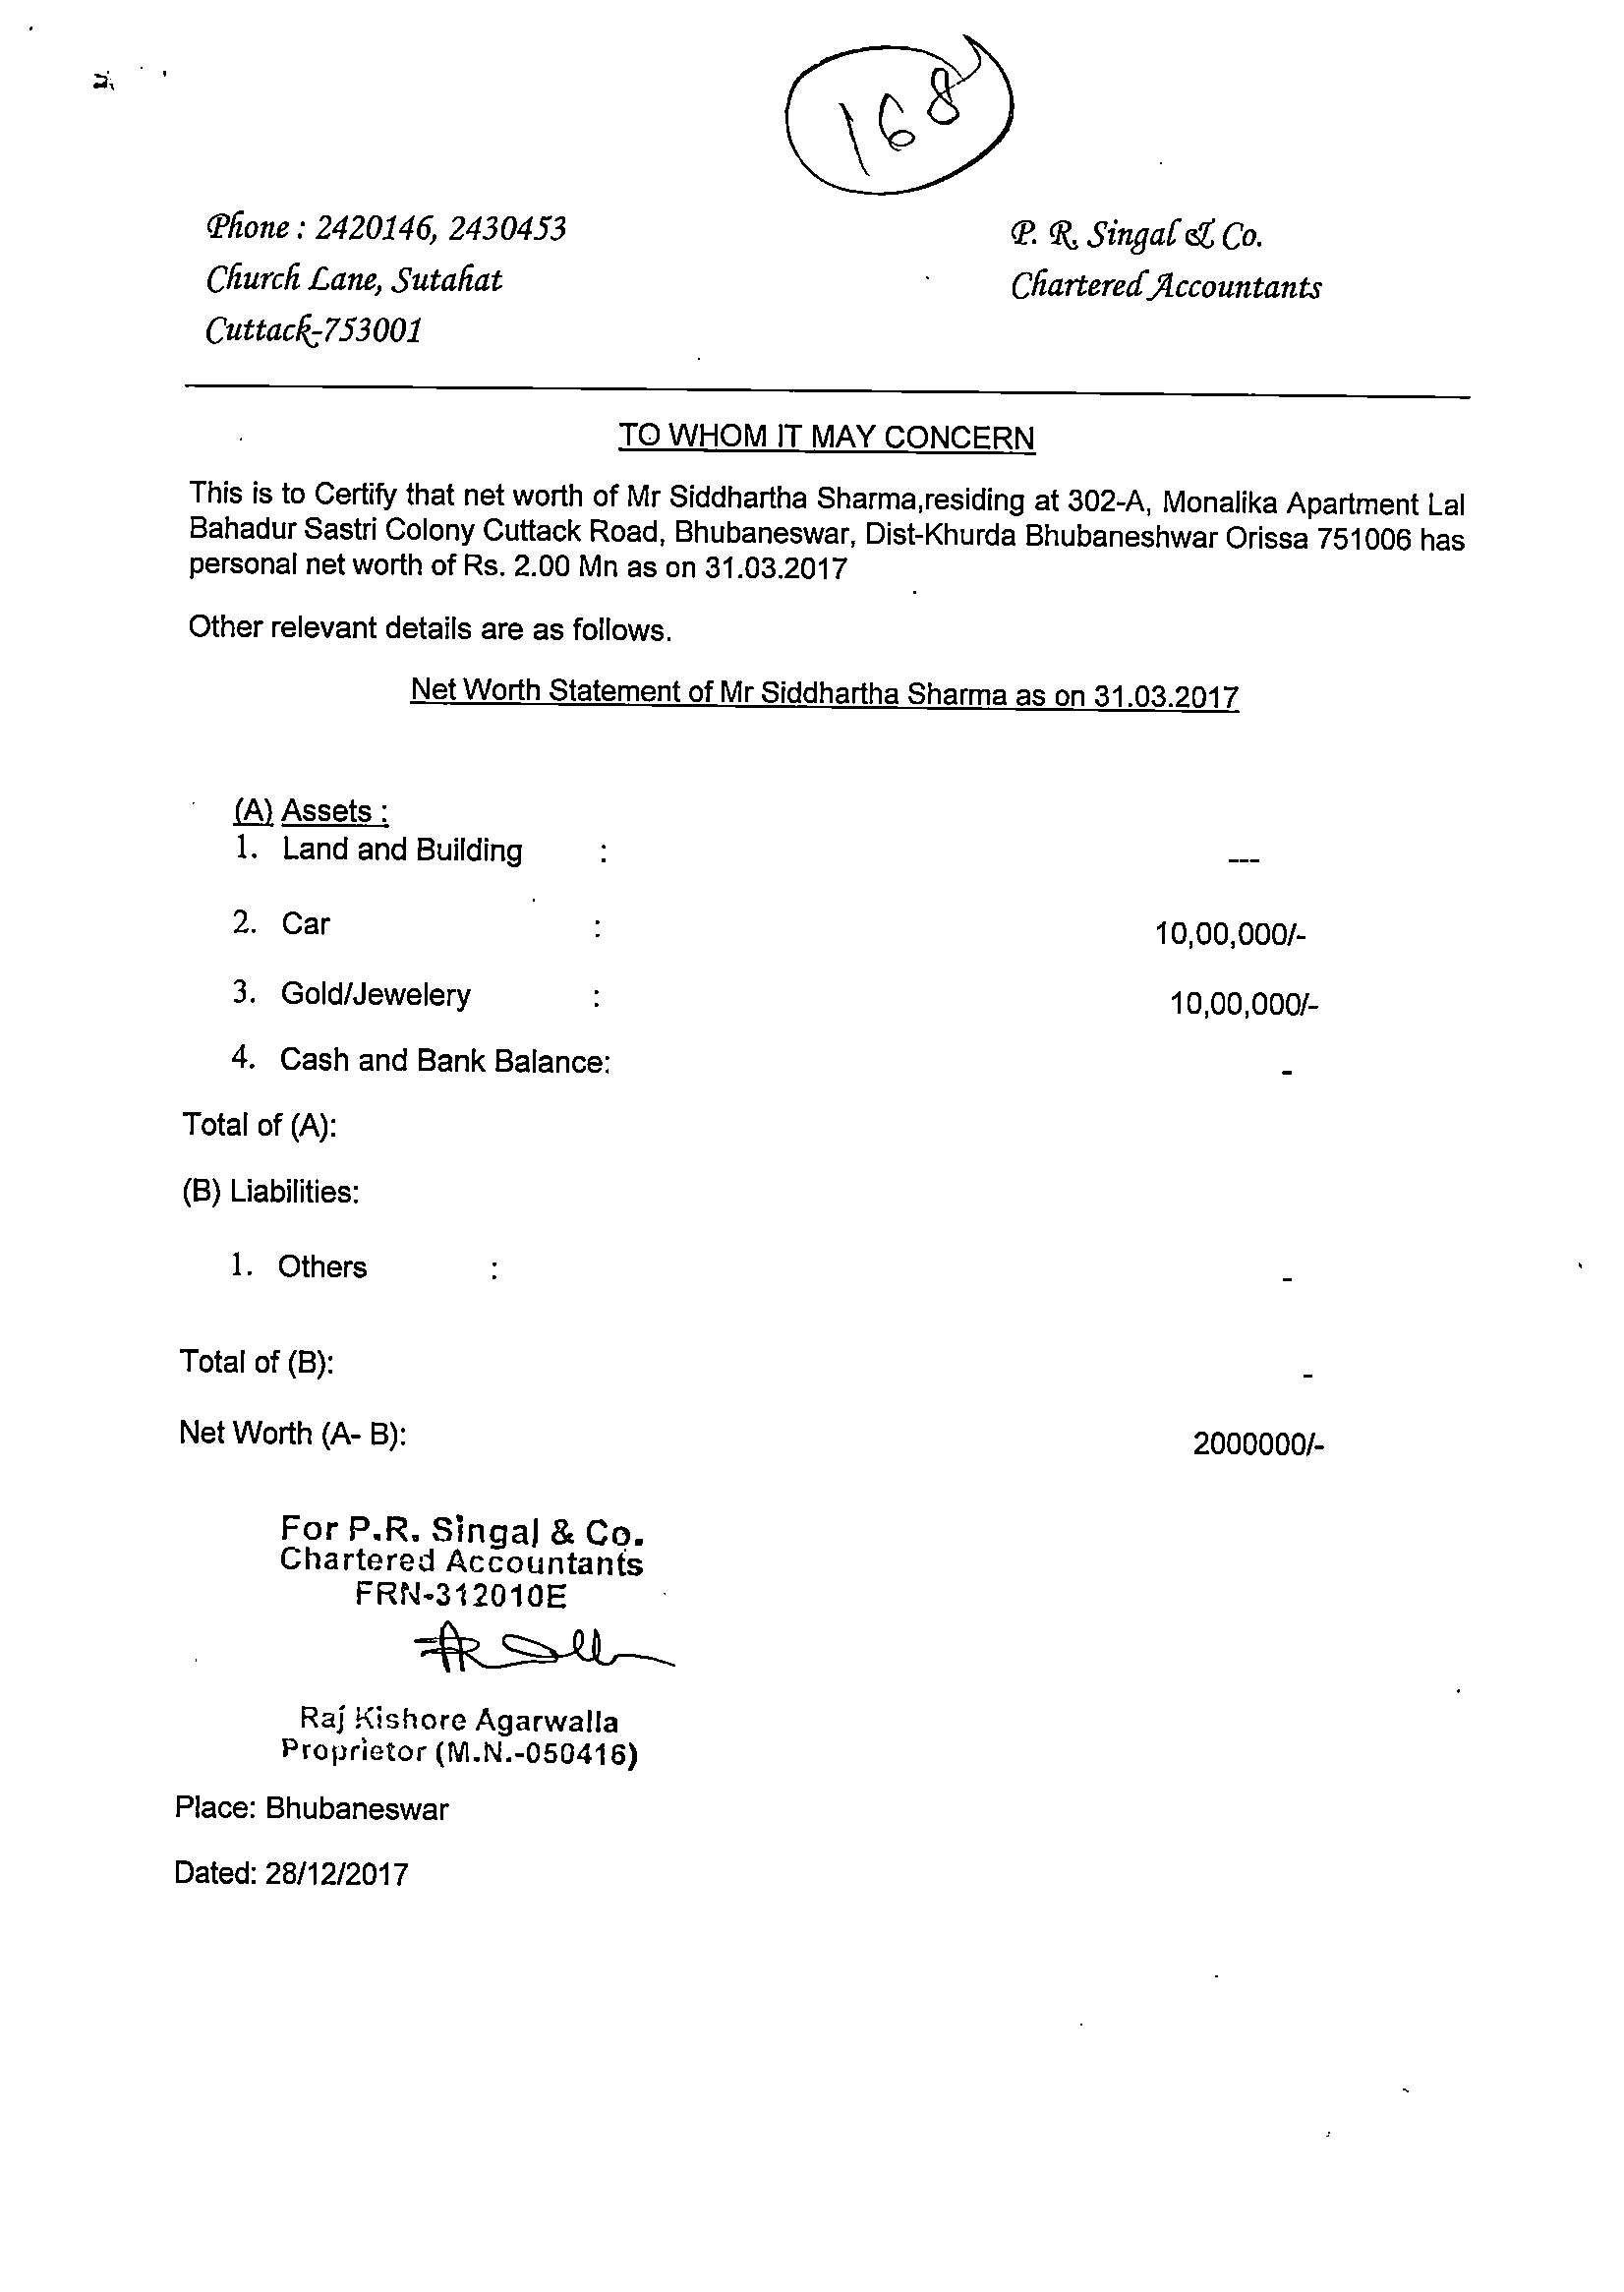 168
Phone : 2420146, 2430453
P. R. Singal & Co.
Church Lane, Sutahat
Chartered Accountants
Cuttack-753001
TO WHOM IT MAY CONCERN
This is to Certify that net worth of Mr Siddhartha Sharma,residing at 302-A, Monalika Apartment Lal
Bahadur Sastri Colony Cuttack Road, Bhubaneswar, Dist-Khurda Bhubaneshwar Orissa 751006 has
personal net worth of Rs. 2.00 Mn as on 31.03.2017
Other relevant details are as follows.
Net Worth Statement of Mr Siddhartha Sharma as on 31.03.2017
(A) Assets :
1. Land and Building : ---
2. Car : 10,00,000/-
3. Gold/Jewelery : 10,00,000/-
4. Cash and Bank Balance: -
Total of (A):
(B) Liabilities:
1. Others : -
Total of (B): -
Net Worth (A- B): 2000000/-
For P.R. Singal & Co.
Chartered Accountants
FRN-312010E
Raj Kishore Agarwalla
Proprietor (M.N.-050416)
Place: Bhubaneswar
Dated: 28/12/2017